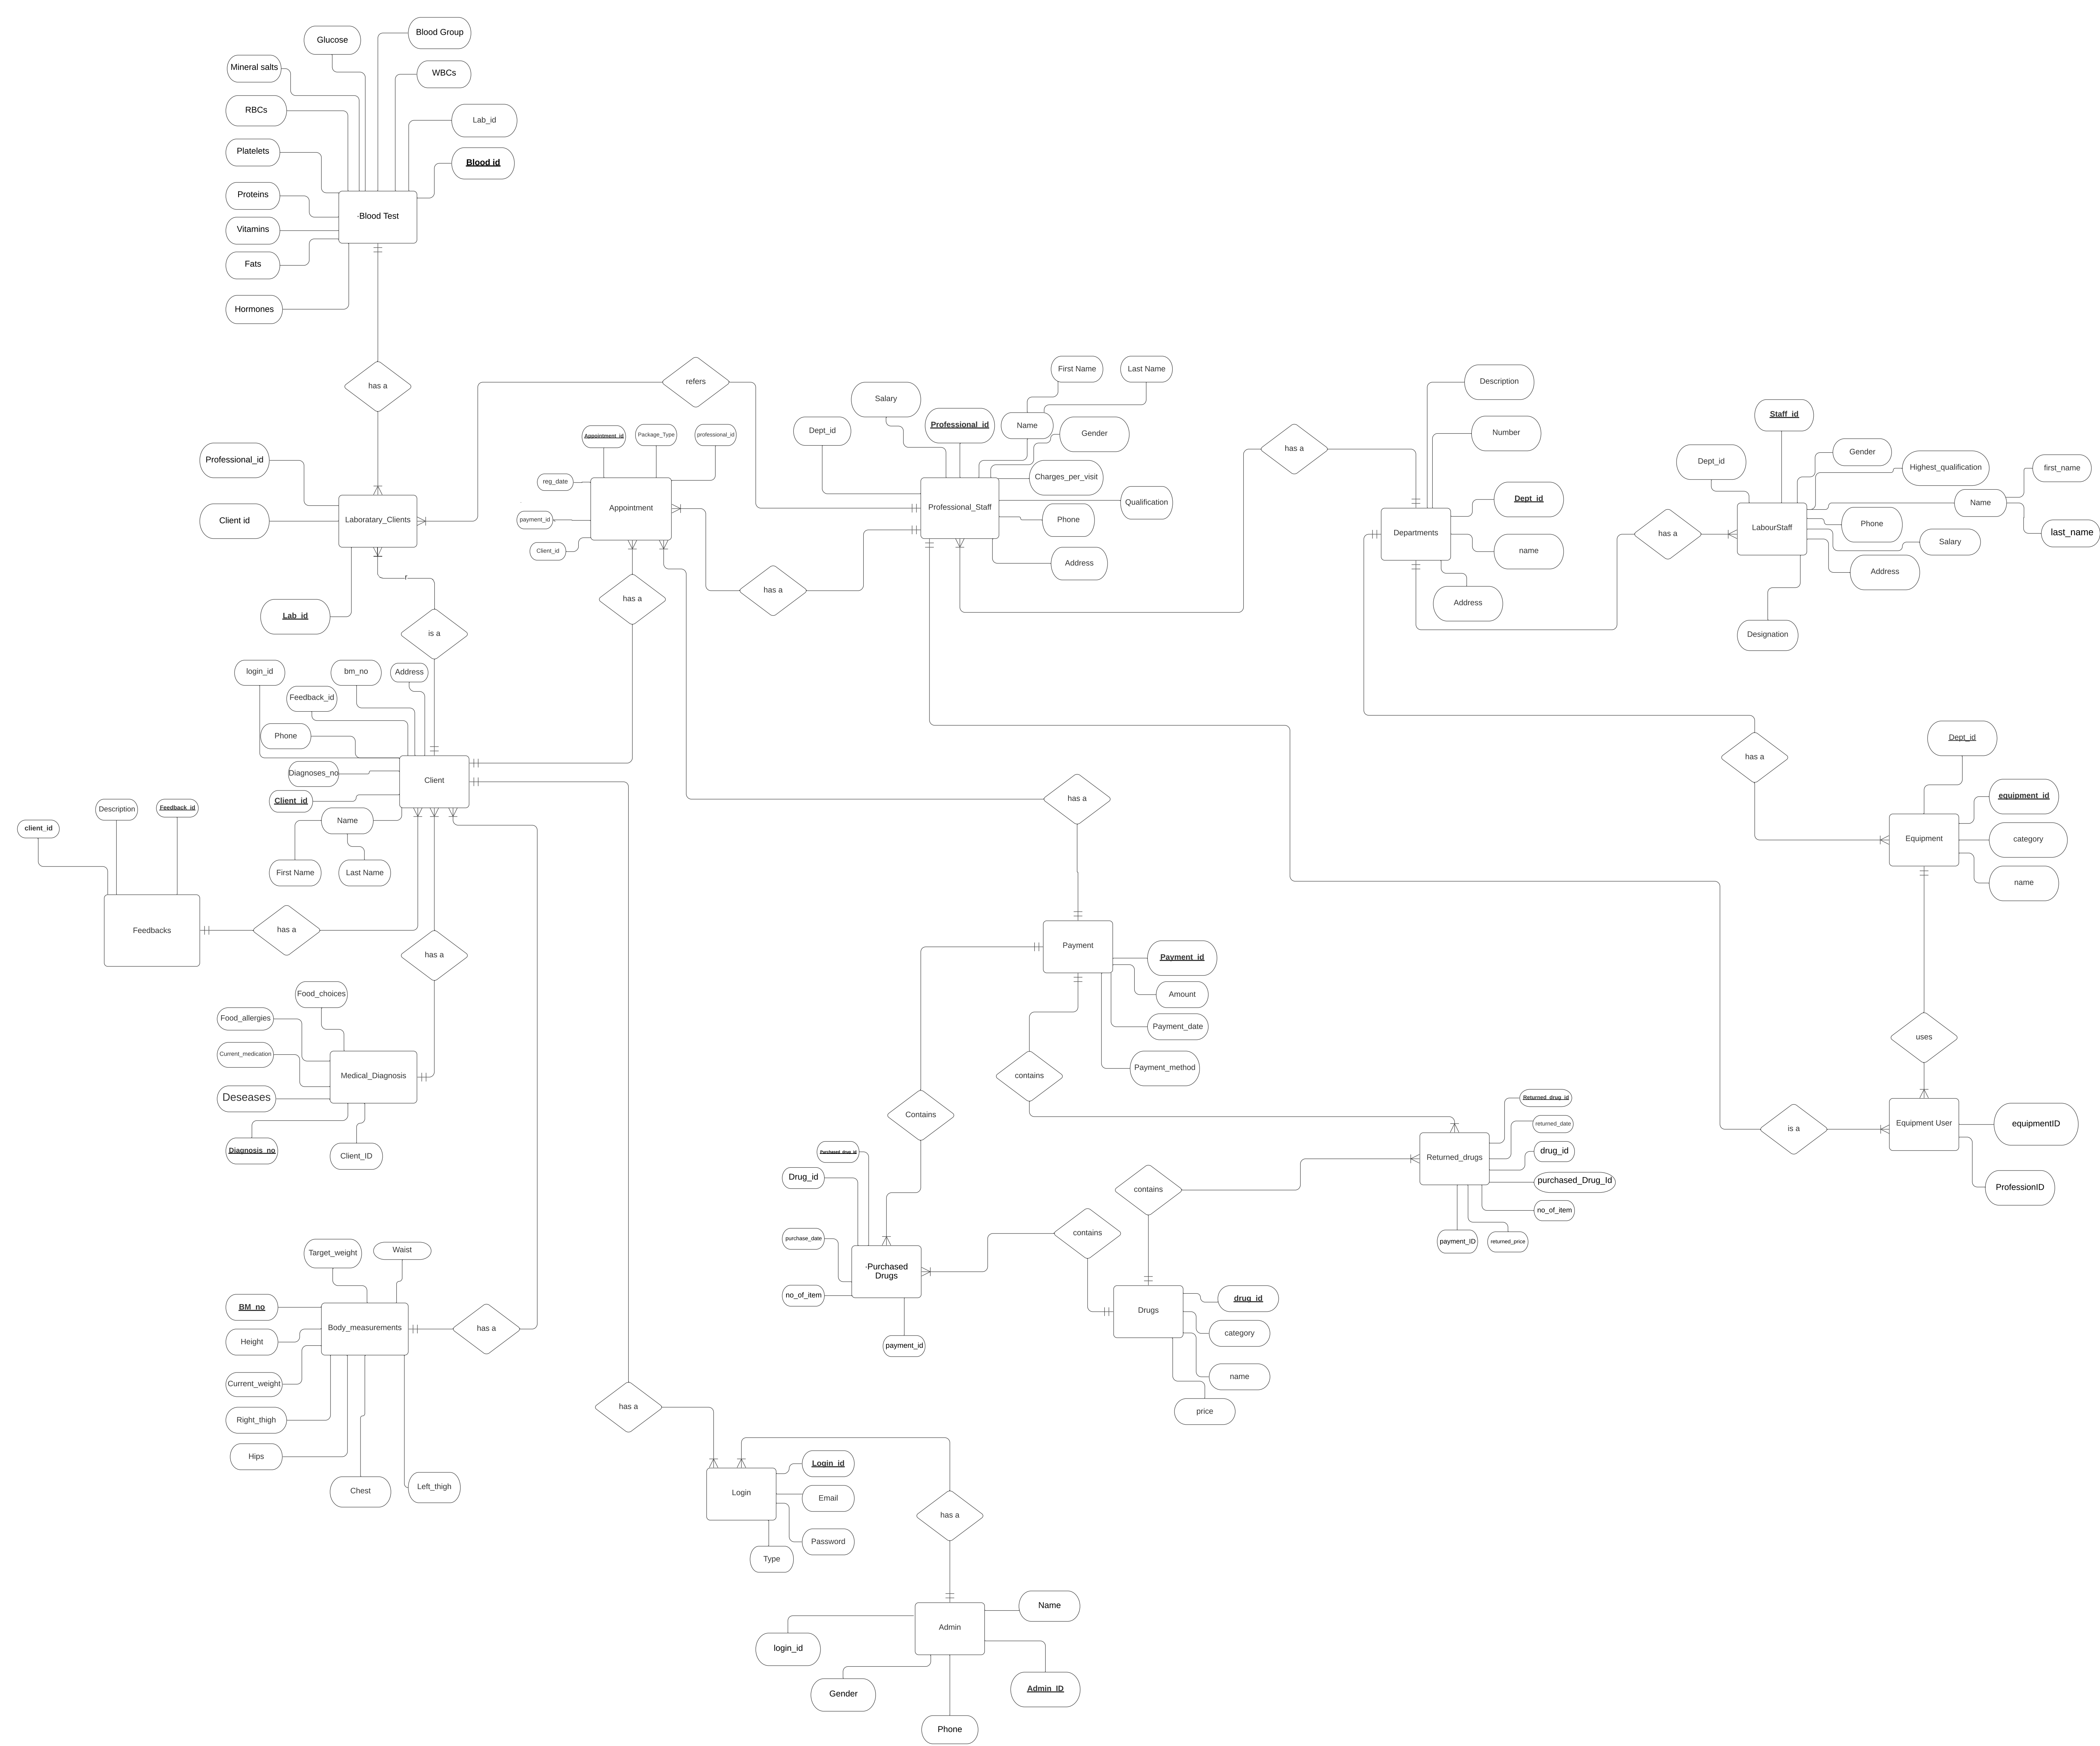 Blood Group
Glucose
Mineral salts
WBCs
RBCs
Lab_id
Platelets
Blood id
Proteins
-Blood Test
Vitamins
Fats
Hormones
has a
refers
First Name
Last Name
Description
Salary
Professional_id
Name
Gender
Dept_id
Appointment_id
Package_Type
professional_id
Number
has a
Staff_id
Gender
Dept_id
Highest_qualification
first_name
Name
Professional_id
Charges_per_visit
reg_date
Qualification
Dept_id
Client id
Laboratary_Clients
payment_id
Appointment
Professional_Staff
Phone
Departments
LabourStaff
Phone
last_name
Client_id
name
has a
Salary
Address
Address
r
has a
has a
Address
Lab_id
is a
Designation
login_id
bm_no
Address
Feedback_id
Phone
Dept_id
has a
Diagnoses_no
Client
Client_id
has a
equipment_id
Description
Feedback_id
client_id
Name
Equipment
category
First Name
Last Name
name
Feedbacks
has a
has a
Payment
Payment_id
Food_choices
Amount
Food_allergies
Payment_date
Current_medication
uses
Medical_Diagnosis
contains
Payment_method
Deseases
Returned_drug_id
Contains
returned_date
is a
Equipment User
equipmentID
Diagnosis_no
Client_ID
Purchased_drug_id
drug_id
Returned_drugs
Drug_id
contains
purchased_Drug_Id
ProfessionID
no_of_item
purchase_date
contains
payment_ID
returned_price
Target_weight
Waist
-Purchased
Drugs
no_of_item
BM_no
Body_measurements
has a
Drugs
drug_id
Height
category
payment_id
Current_weight
name
Right_thigh
has a
price
Hips
Login_id
Chest
Left_thigh
Login
Email
has a
Password
Type
Name
Admin
login_id
Gender
Admin_ID
Phone